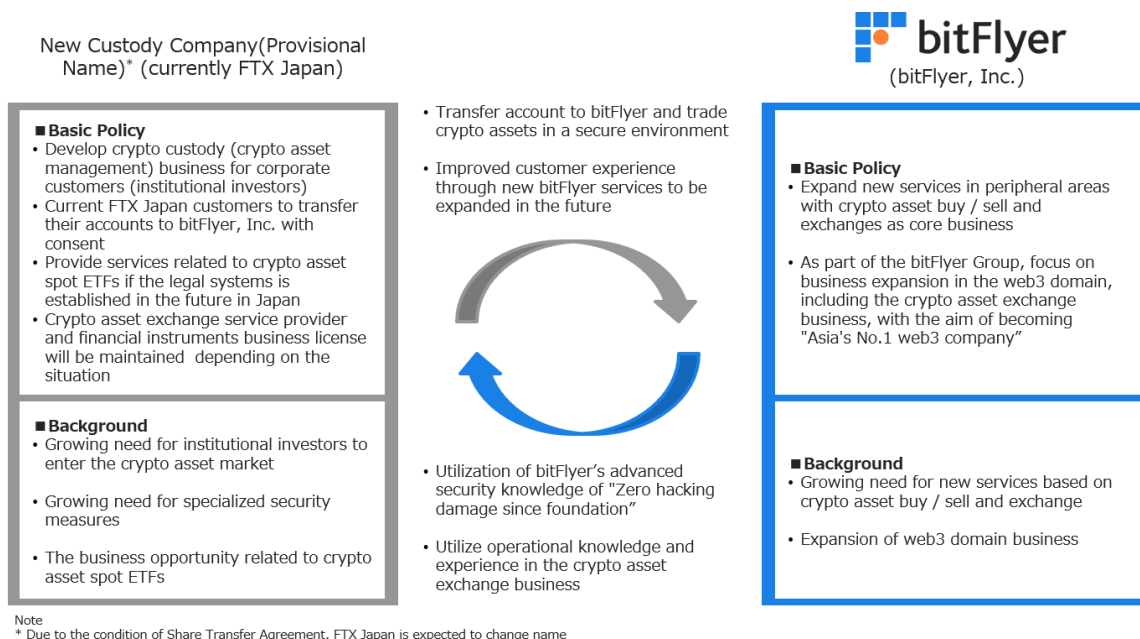 New Custody Company(Provisional
Name)* (currently FTX Japan)
■Basic Policy
• Develop crypto custody (crypto asset
management) business for corporate
customers (institutional investors)
• Current FTX Japan customers to transfer
their accounts to bitFlyer, Inc. with
consent
• Provide services related to crypto asset
spot ETFs if the legal systems is
established in the future in Japan
• Crypto asset exchange service provider
and financial instruments business license
will be maintained depending on the
situation
■Background
• Growing need for institutional investors to
enter the crypto asset market
• Growing need for specialized security
measures
• The business opportunity related to crypto
asset spot ETFs
• Transfer account to bitFlyer and trade
crypto assets in a secure environment
• Improved customer experience
through new bitFlyer services to be
expanded in the future
• Utilization of bitFlyer’s advanced
security knowledge of "Zero hacking
damage since foundation”
• Utilize operational knowledge and
experience in the crypto asset
exchange business
bitFlyer
(bitFlyer, Inc.)
■Basic Policy
• Expand new services in peripheral areas
with crypto asset buy / sell and
exchanges as core business
• As part of the bitFlyer Group, focus on
business expansion in the web3 domain,
including the crypto asset exchange
business, with the aim of becoming
"Asia's No.1 web3 company”
■Background
• Growing need for new services based on
crypto asset buy / sell and exchange
• Expansion of web3 domain business
Note
* Due to the condition of Share Transfer Agreement, FTX Japan is expected to change name